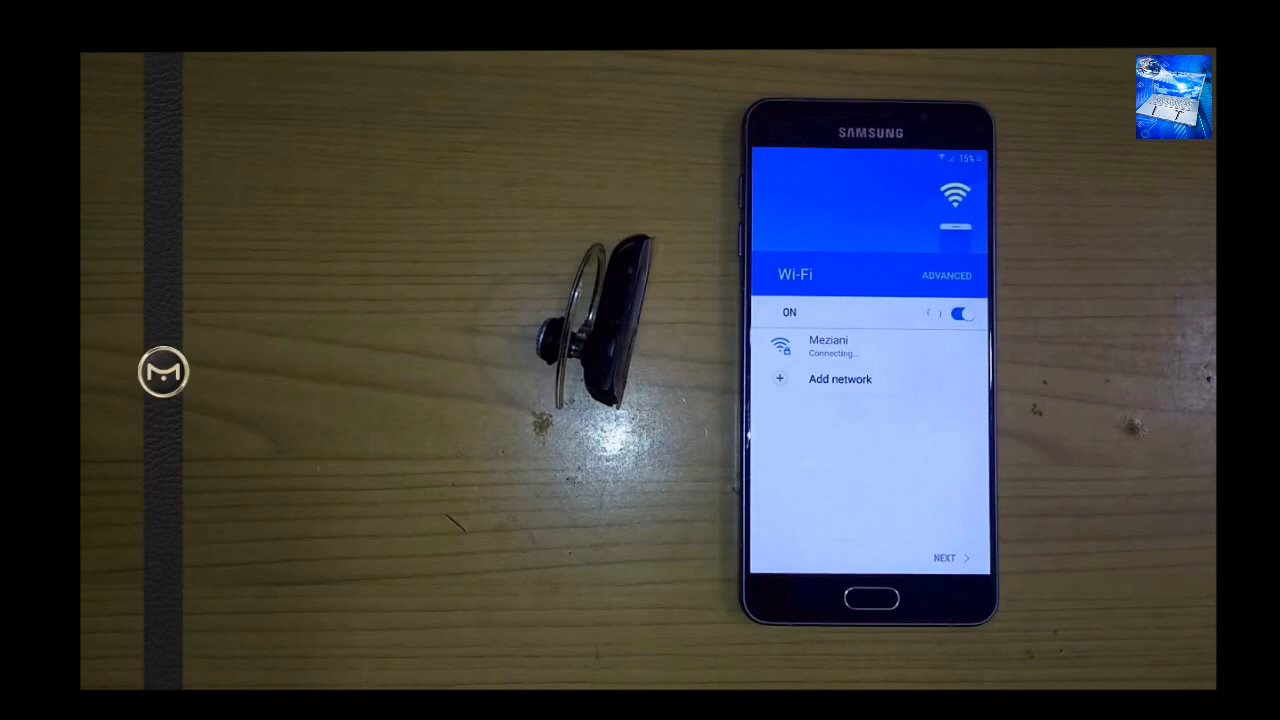 SAMSUNG
15%
Wi-Fi
ADVANCED
ON
Meziani
Connecting...
Add network
NEXT
I T
M